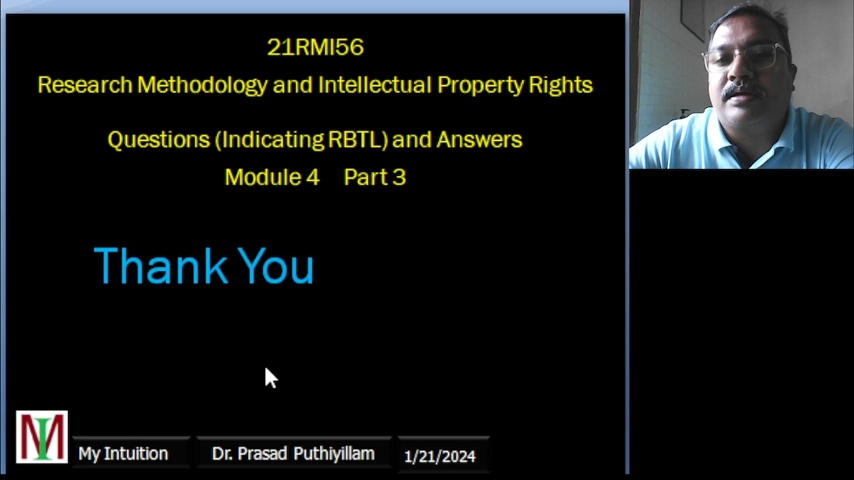 21RMI56
Research Methodology and Intellectual Property Rights
Questions (Indicating RBTL) and Answers
Module 4 Part 3
Thank You
MI
My Intuition
Dr. Prasad Puthiyillam
1/21/2024